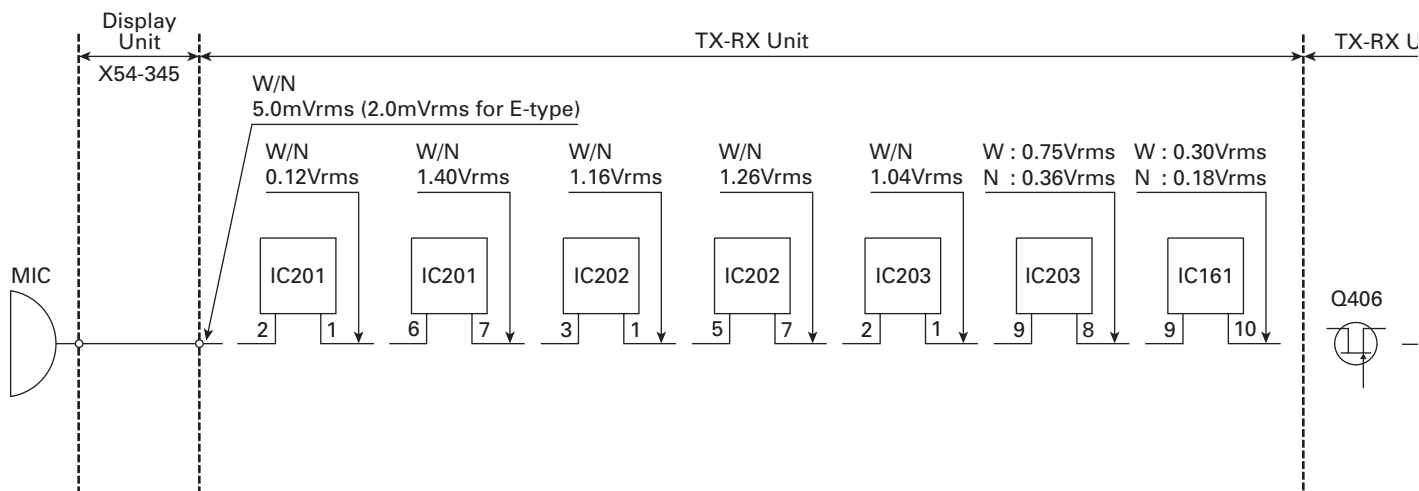 Display
Unit
X54-345
TX-RX Unit
TX-RX U
W/N
5.0mVrms (2.0mVrms for E-type)
W/N
0.12Vrms
W/N
1.40Vrms
W/N
1.16Vrms
W/N
1.26Vrms
W/N
1.04Vrms
W : 0.75Vrms
N : 0.36Vrms
W : 0.30Vrms
N : 0.18Vrms
MIC
IC201
IC201
IC202
IC202
IC203
IC203
IC161
Q406
2 1
6 7
3 1
5 7
2 1
9 8
9 10